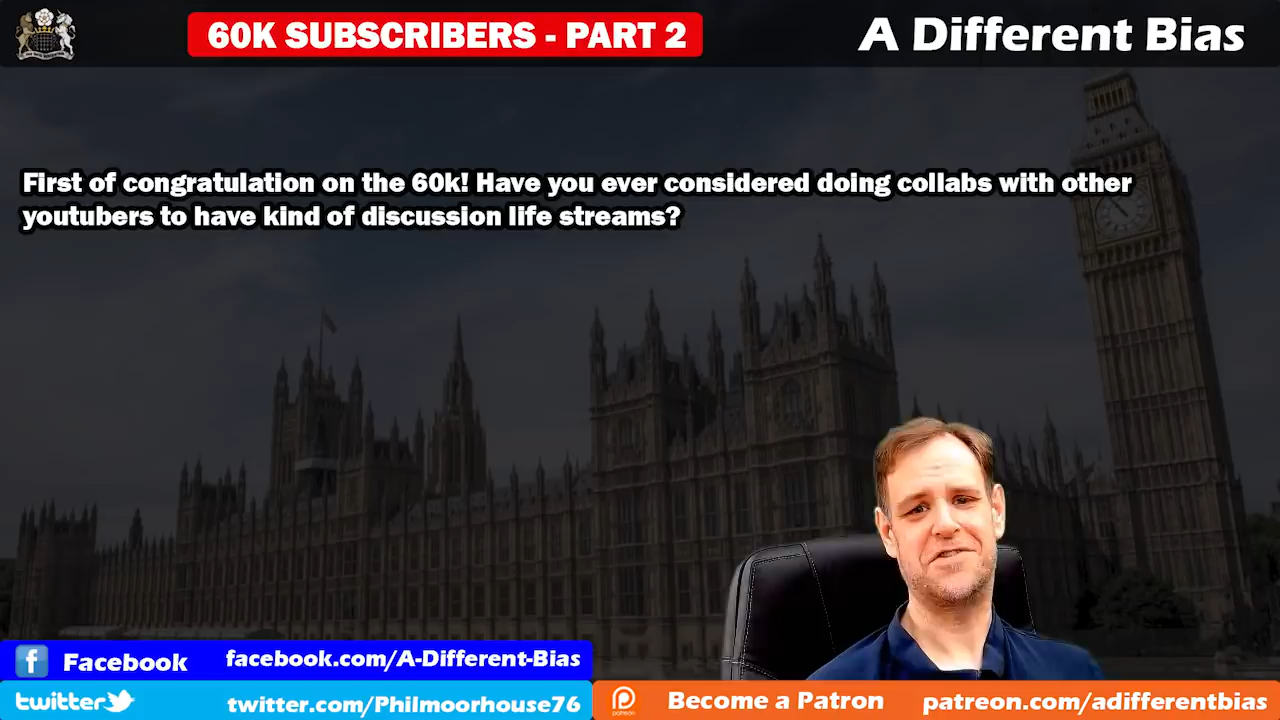 60K SUBSCRIBERS - PART 2
A Different Bias
First of congratulation on the 60k! Have you ever considered doing collabs with other
youtubers to have kind of discussion life streams?
Facebook
facebook.com/A-Different-Bias
twitter
twitter.com/Philmoorhouse76
Become a Patron
patreon.com/adifferentbias